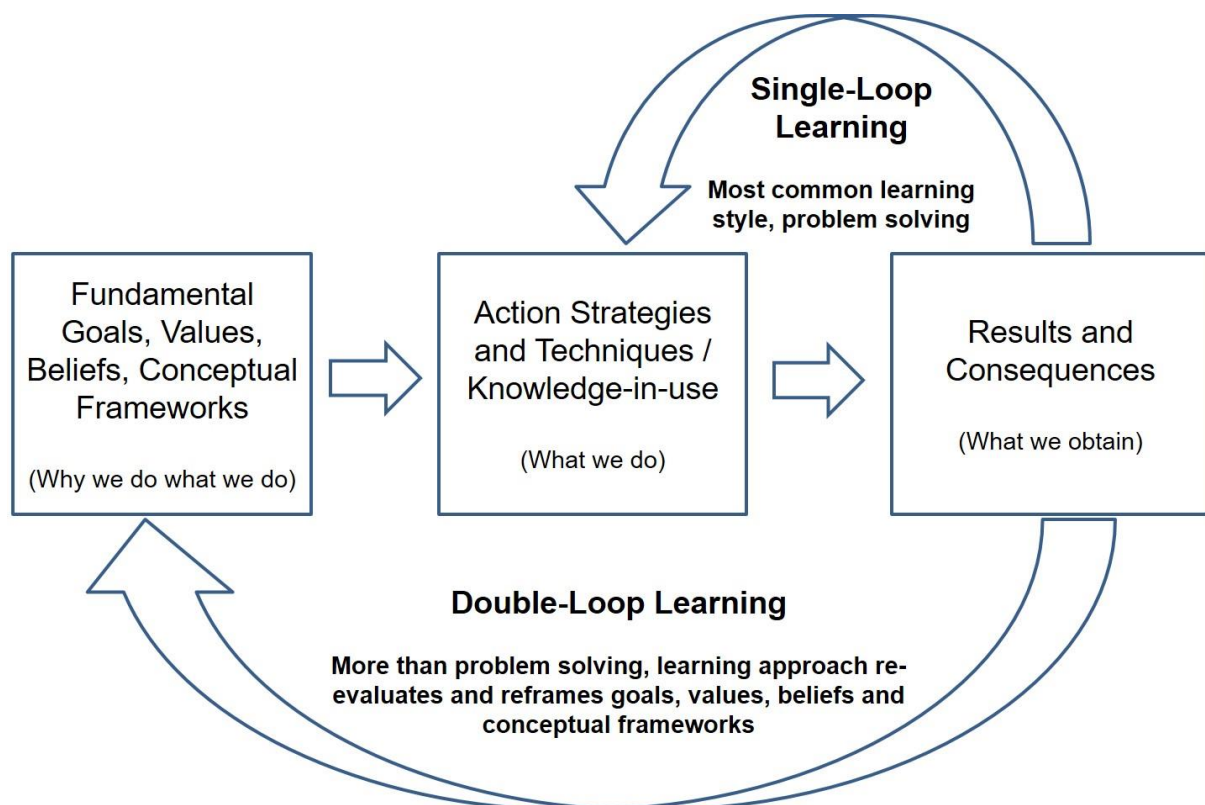 Single-Loop
Learning
Most common learning
style, problem solving
Fundamental
Goals, Values,
Beliefs, Conceptual
Frameworks
(Why we do what we do)
Action Strategies
and Techniques /
Knowledge-in-use
(What we do)
Results and
Consequences
(What we obtain)
Double-Loop Learning
More than problem solving, learning approach re-
evaluates and reframes goals, values, beliefs and
conceptual frameworks